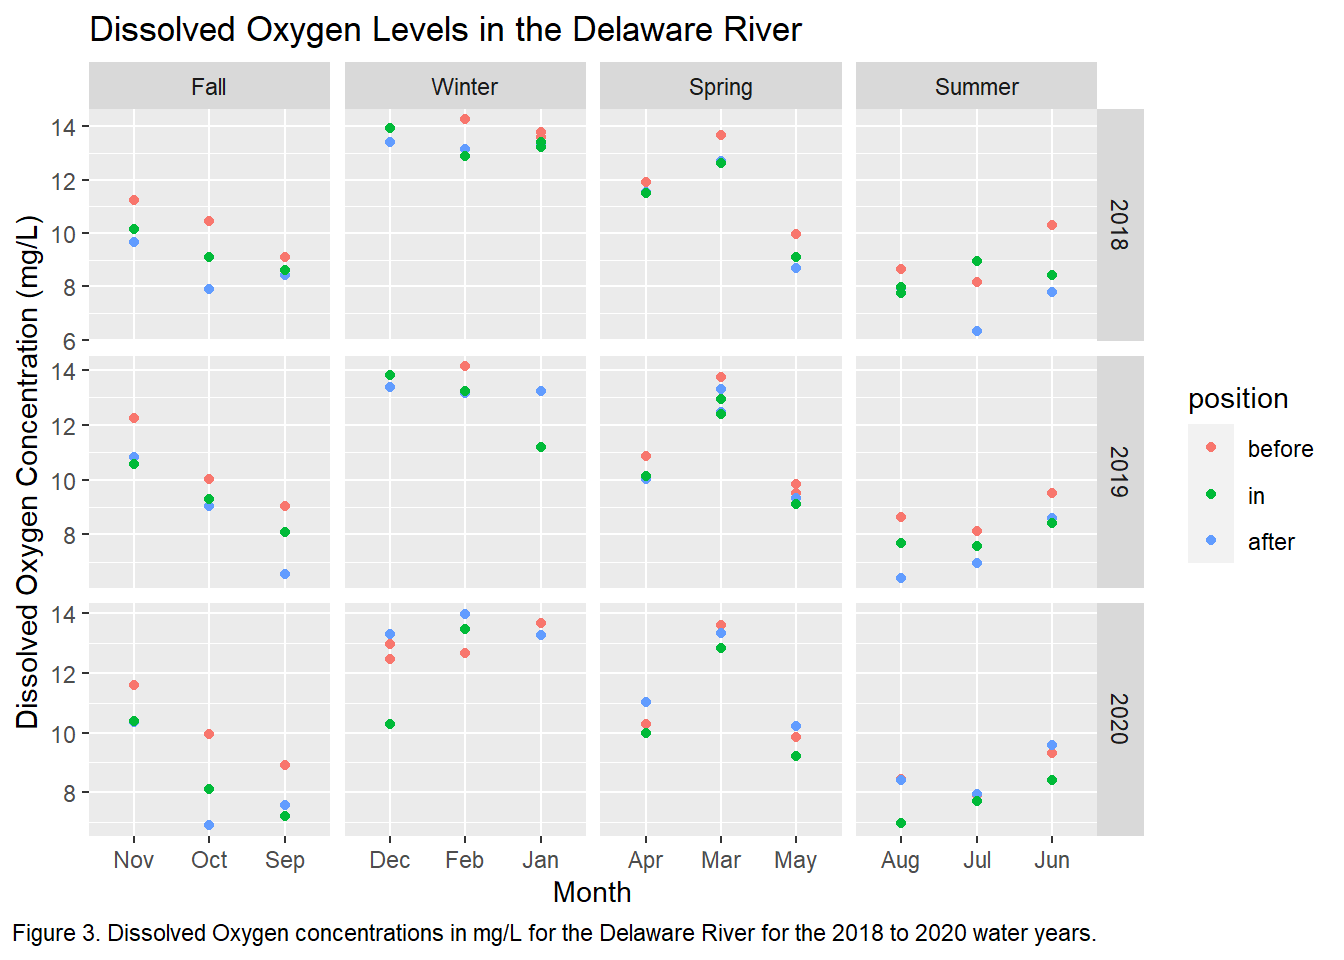 Dissolved Oxygen Levels in the Delaware River
Fall Winter Spring Summer
14
12
10
8
6
2018
14
12
10
8
2019
14
12
10
8
2020
Dissolved Oxygen Concentration (mg/L)
Nov Oct Sep Dec Feb Jan Apr Mar May Aug Jul Jun
Month
position
before
in
after
Figure 3. Dissolved Oxygen concentrations in mg/L for the Delaware River for the 2018 to 2020 water years.